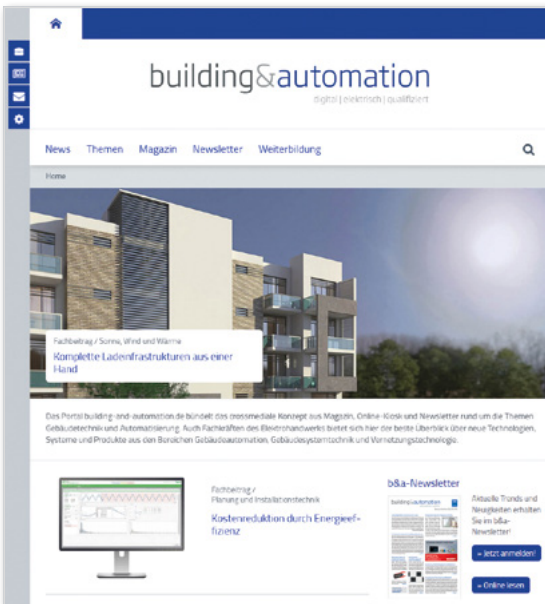 building&automation
digital | elektrisch | qualifiziert
News Themen Magazin Newsletter Weiterbildung
Home
Fachbeitrag / Sonne, Wind und Wärme
Komplette Ladeinfrastrukturen aus einer
Hand
Das Portal building-and-automation.de bündelt das crossmediale Konzept aus Magazin, Online-Kiosk und Newsletter rund um die Themen
Gebäudetechnik und Automatisierung. Auch Fachkräften des Elektrohandwerks bietet sich hier der beste Überblick über neue Technologien,
Systeme und Produkte aus den Bereichen Gebäudeautomation, Gebäudesystemtechnik und Vernetzungstechnologie.
Fachbeitrag /
Planung und Installationstechnik
Kostenreduktion durch Energieef-
fizienz
b&a-Newsletter
building&automation
Aktuelle Trends und
Neuigkeiten erhalten
Sie im b&a-
Newsletter!
» Jetzt anmelden!
» Online lesen